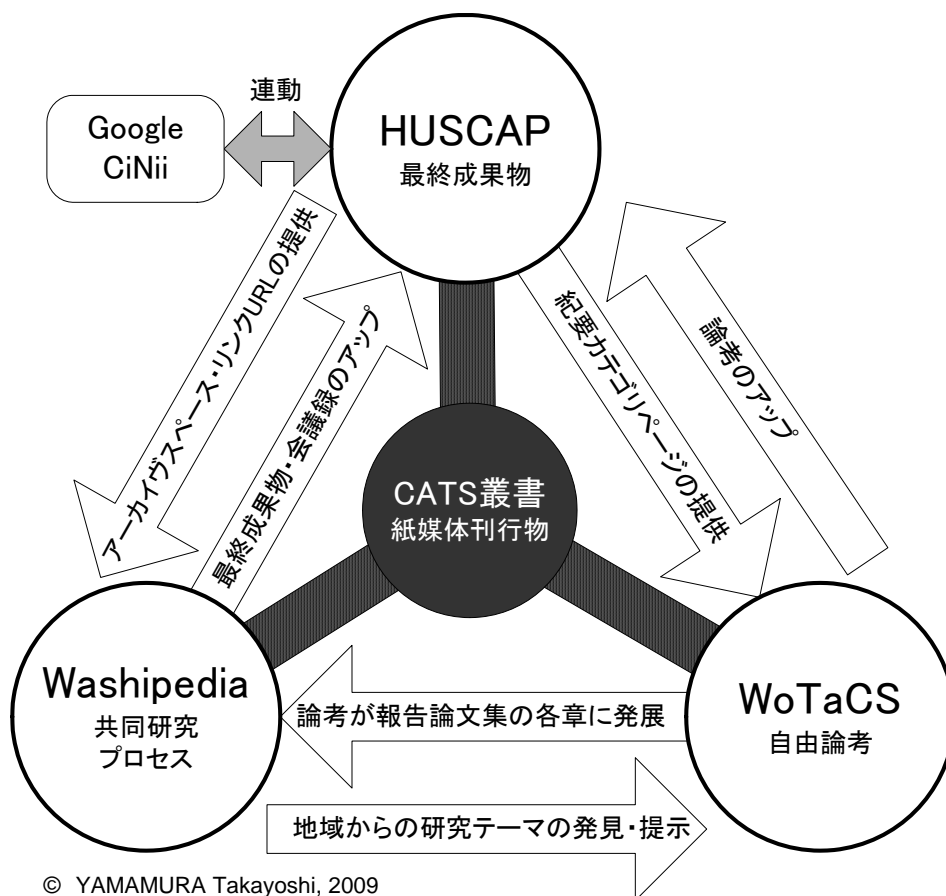 連動
Google
CiNii
HUSCAP
最終成果物
アーカイヴスペース・リンクURLの提供
最終成果物・会議録のアップ
紀要カテゴリページの提供
論考のアップ
CATS叢書
紙媒体刊行物
Washipedia
共同研究
プロセス
論考が報告論文集の各章に発展
WoTaCS
自由論考
地域からの研究テーマの発見・提示
© YAMAMURA Takayoshi, 2009